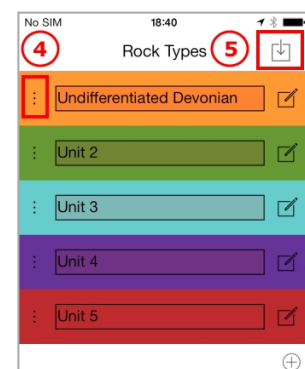 No SIM 18:40
4 Rock Types 5
Undifferentiated Devonian
Unit 2
Unit 3
Unit 4
Unit 5